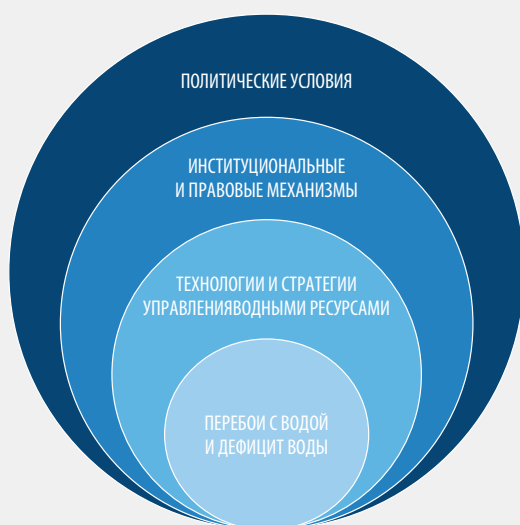 ПОЛИТИЧЕСКИЕ УСЛОВИЯ
ИНСТИТУЦИОНАЛЬНЫЕ
И ПРАВОВЫЕ МЕХАНИЗМЫ
ТЕХНОЛОГИИ И СТРАТЕГИИ
УПРАВЛЕНИЯВОДНЫМИ РЕСУРСАМИ
ПЕРЕБОИ С ВОДОЙ
И ДЕФИЦИТ ВОДЫ